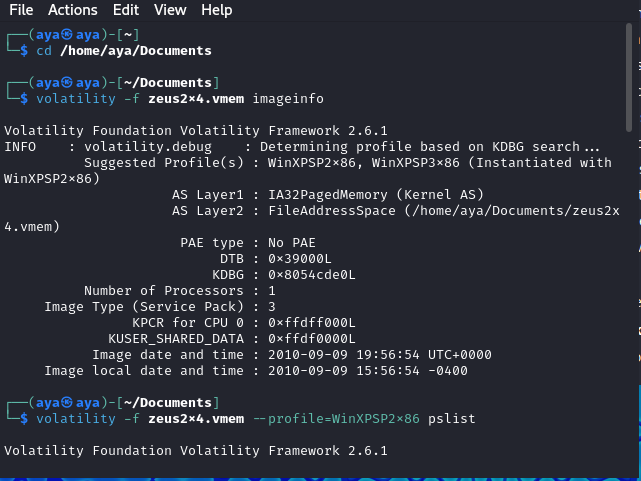 File Actions Edit View Help
┌──(aya㉿aya)-[~]
└─$ cd /home/aya/Documents
┌──(aya㉿aya)-[~/Documents]
└─$ volatility -f zeus2×4.vmem imageinfo
Volatility Foundation Volatility Framework 2.6.1
INFO    : volatility.debug    : Determining profile based on KDBG search...
Suggested Profile(s) : WinXPSP2×86, WinXPSP3×86 (Instantiated with
WinXPSP2×86)
AS Layer1 : IA32PagedMemory (Kernel AS)
AS Layer2 : FileAddressSpace (/home/aya/Documents/zeus2x
4.vmem)
PAE type : No PAE
DTB : 0×39000L
KDBG : 0×8054cde0L
Number of Processors : 1
Image Type (Service Pack) : 3
KPCR for CPU 0 : 0×ffdff000L
KUSER_SHARED_DATA : 0×ffdf0000L
Image date and time : 2010-09-09 19:56:54 UTC+0000
Image local date and time : 2010-09-09 15:56:54 -0400
┌──(aya㉿aya)-[~/Documents]
└─$ volatility -f zeus2×4.vmem --profile=WinXPSP2×86 pslist
Volatility Foundation Volatility Framework 2.6.1